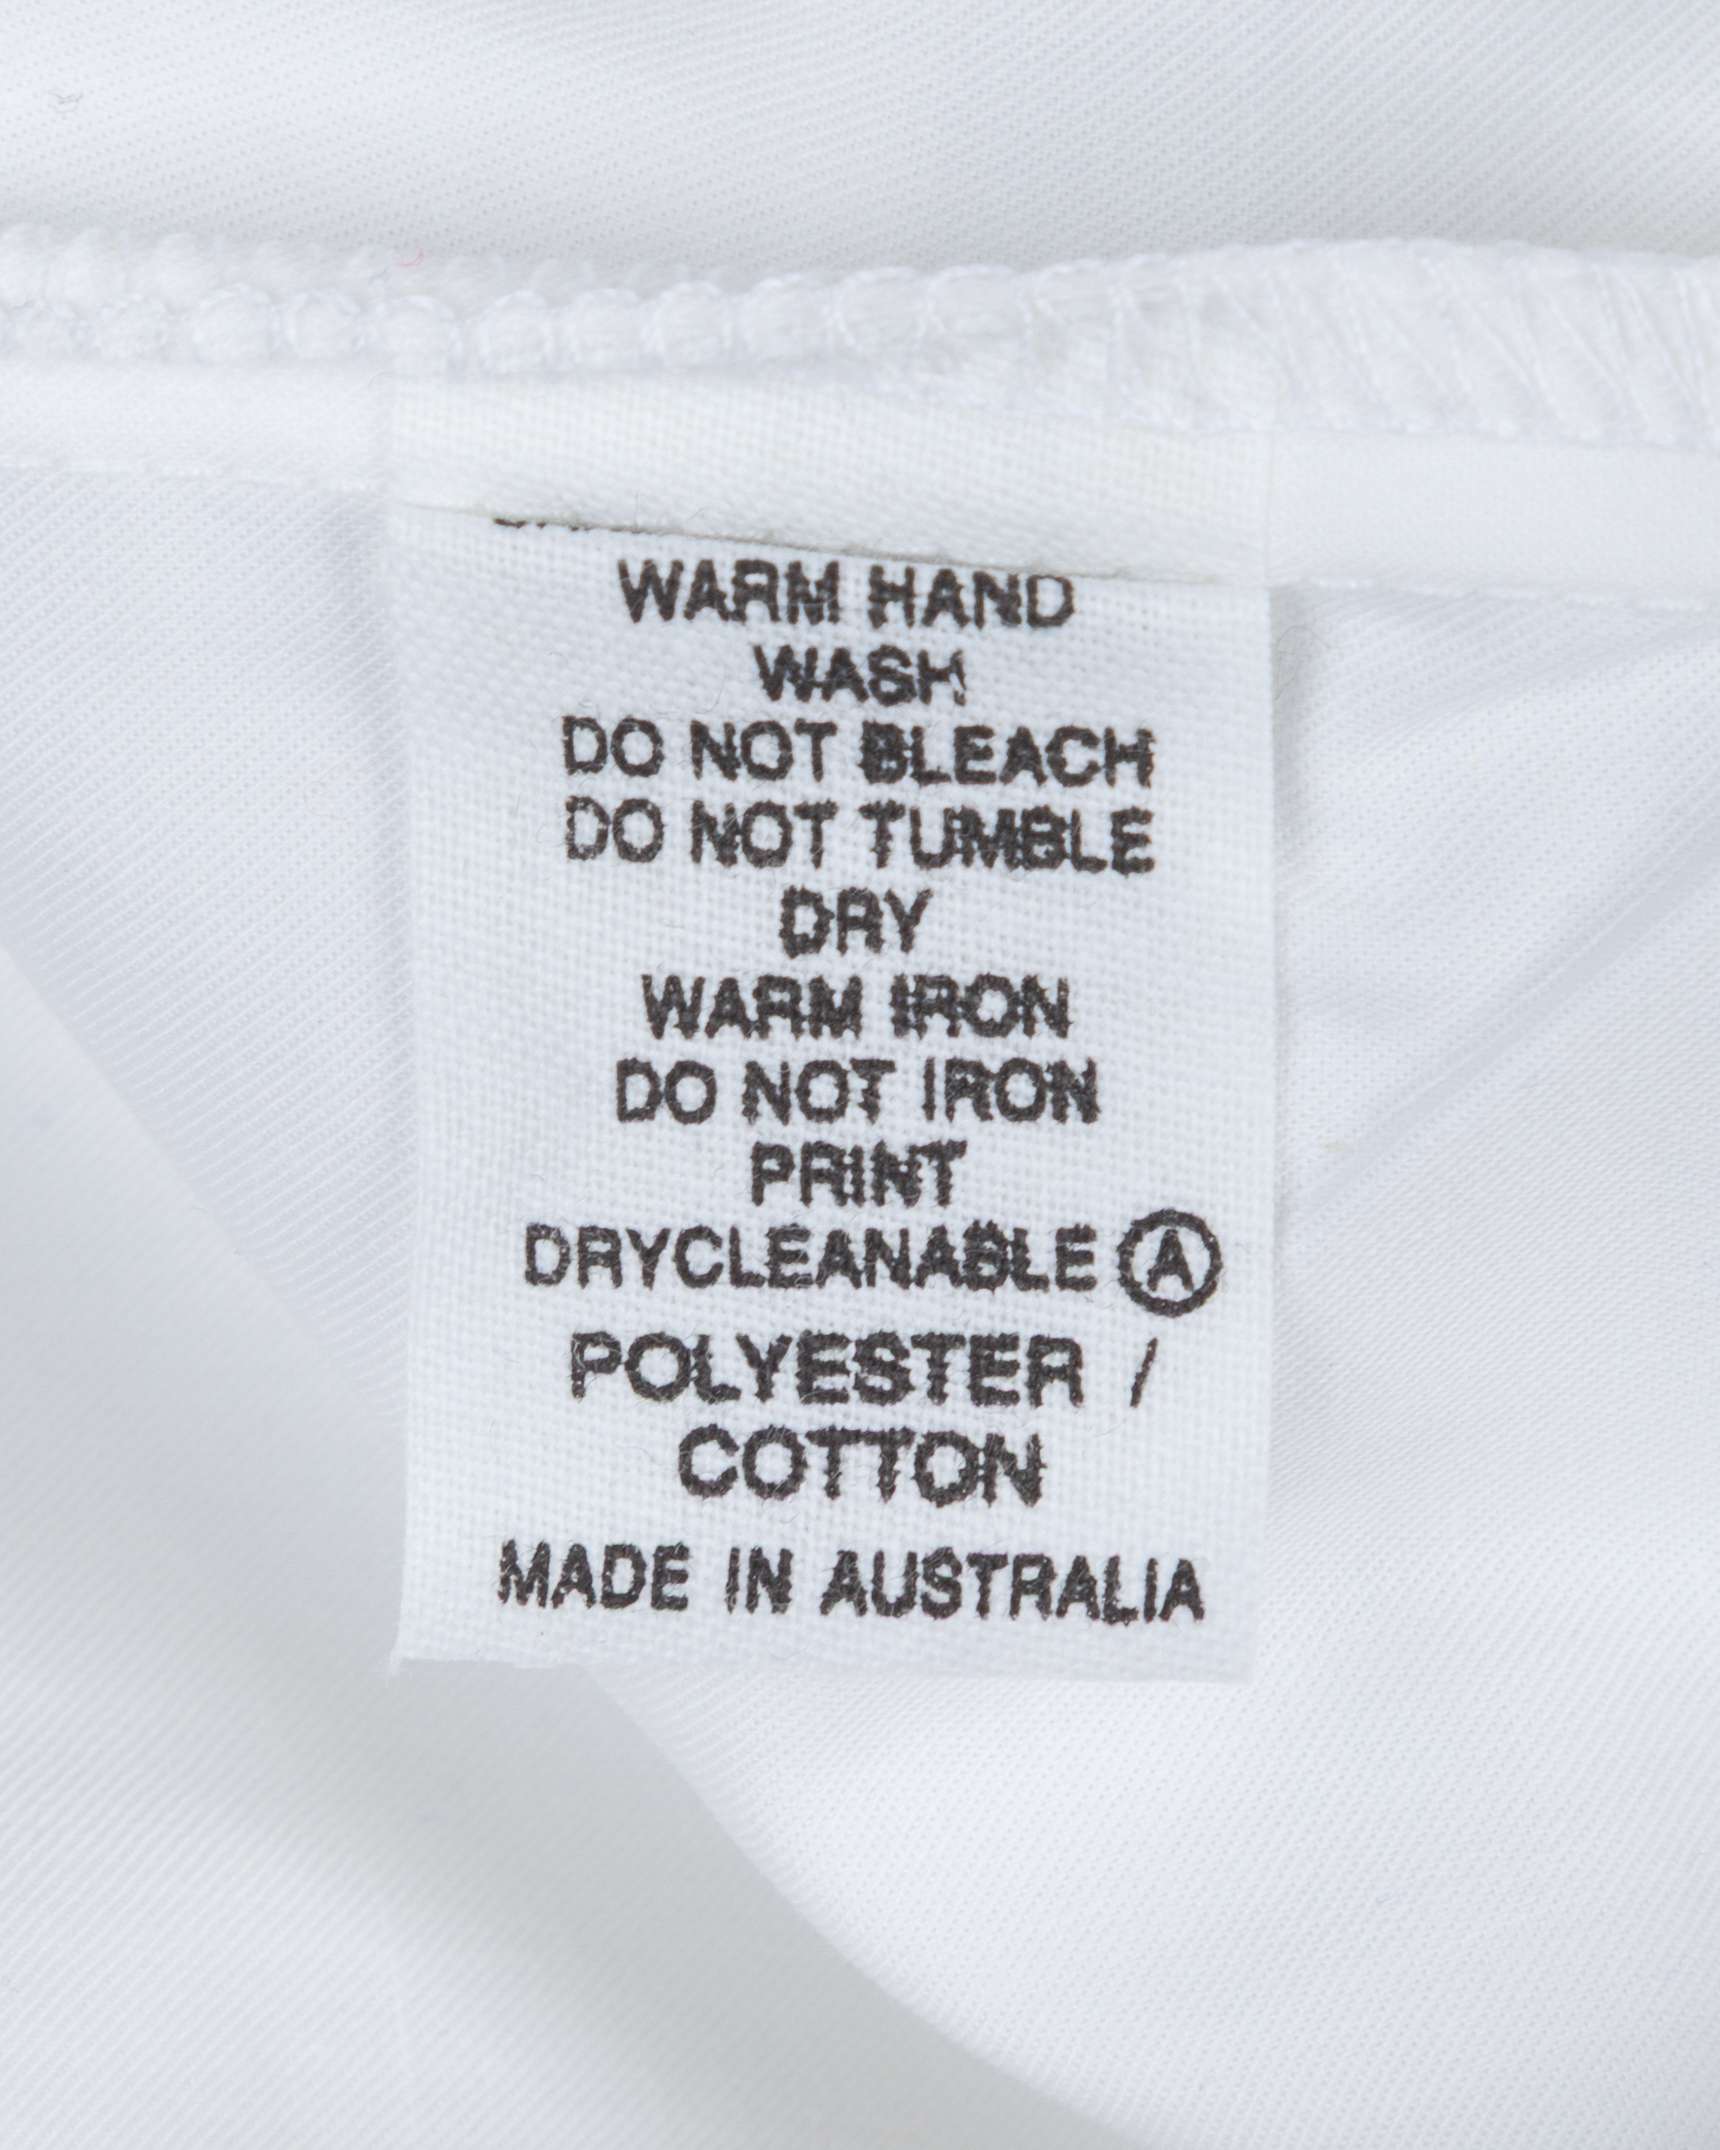 WARM HAND
WASH
DO NOT BLEACH
DO NOT TUMBLE
DRY
WARM IRON
DO NOT IRON
PRINT
DRYCLEANABLE Ⓐ
POLYESTER /
COTTON
MADE IN AUSTRALIA